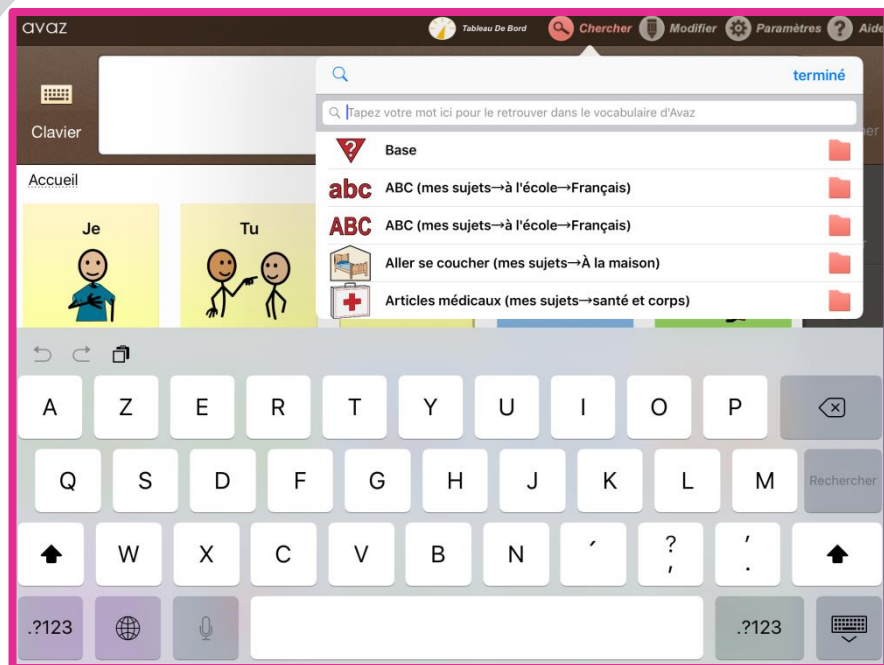 avaz
Tableau De Bord
Chercher
Modifier
Paramètres
? Aide
Clavier
terminé
Tapez votre mot ici pour le retrouver dans le vocabulaire d'Avaz
? Base
abc ABC (mes sujets→à l'école→Français)
ABC ABC (mes sujets→à l'école→Français)
Aller se coucher (mes sujets→À la maison)
Articles médicaux (mes sujets→santé et corps)
Accueil
Je
Tu
A Z E R T Y U I O P
Q S D F G H J K L M Rechercher
W X C V B N ´ ? , ' .
.?123 .?123